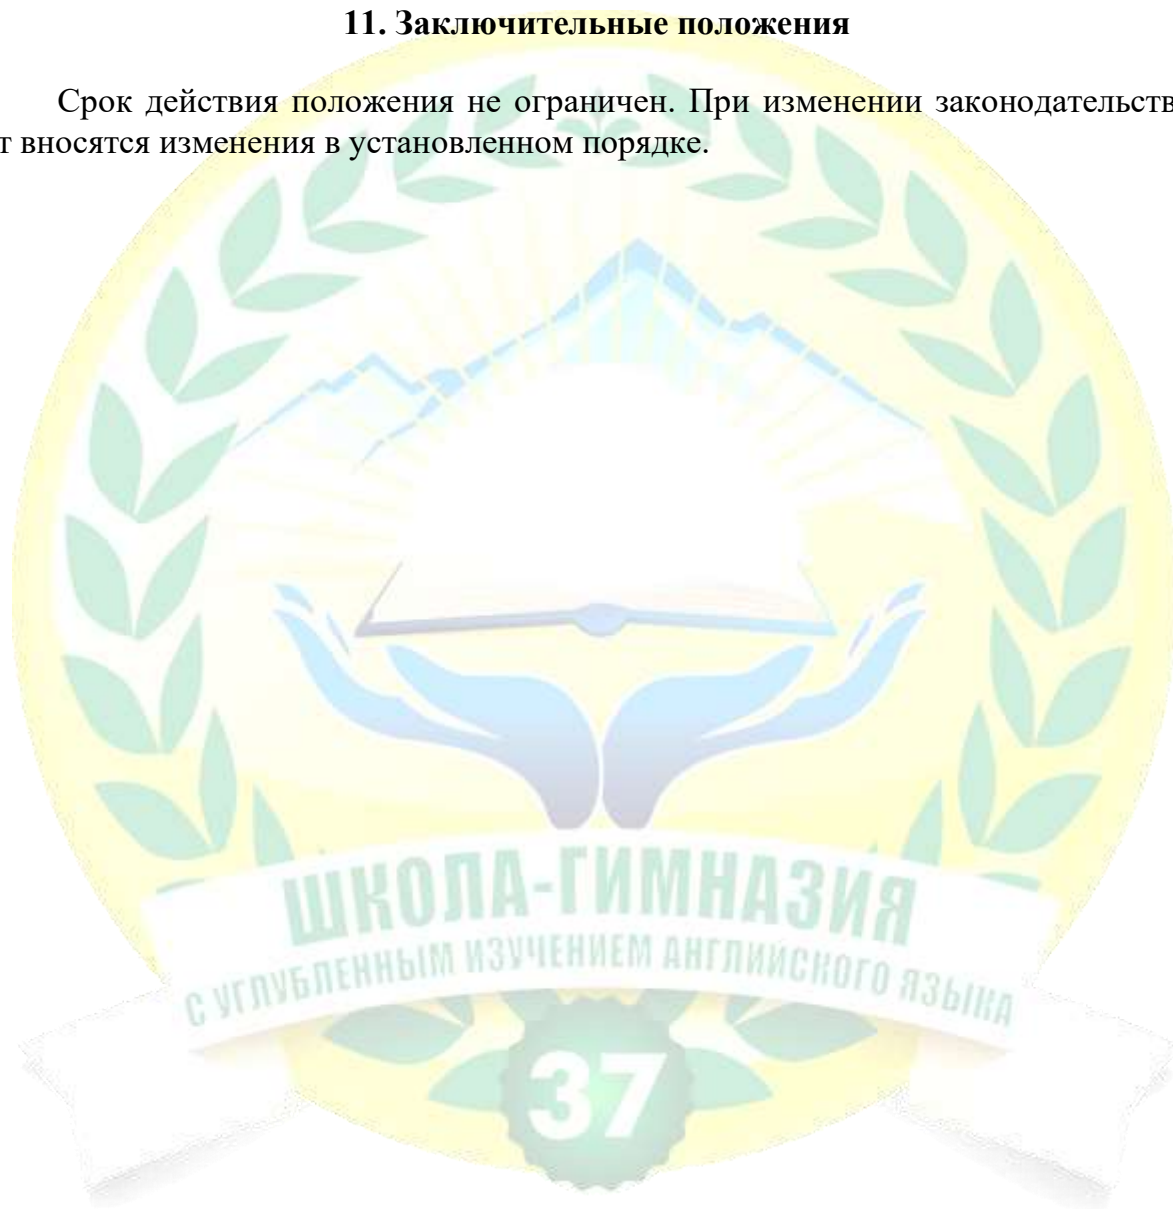 11. Заключительные положения
Срок действия положения не ограничен. При изменении законодательств
т вносятся изменения в установленном порядке.
ШКОЛА-ГИМНАЗИЯ
С УГЛУБЛЕННЫМ ИЗУЧЕНИЕМ АНГЛИЙСКОГО ЯЗЫКА
37